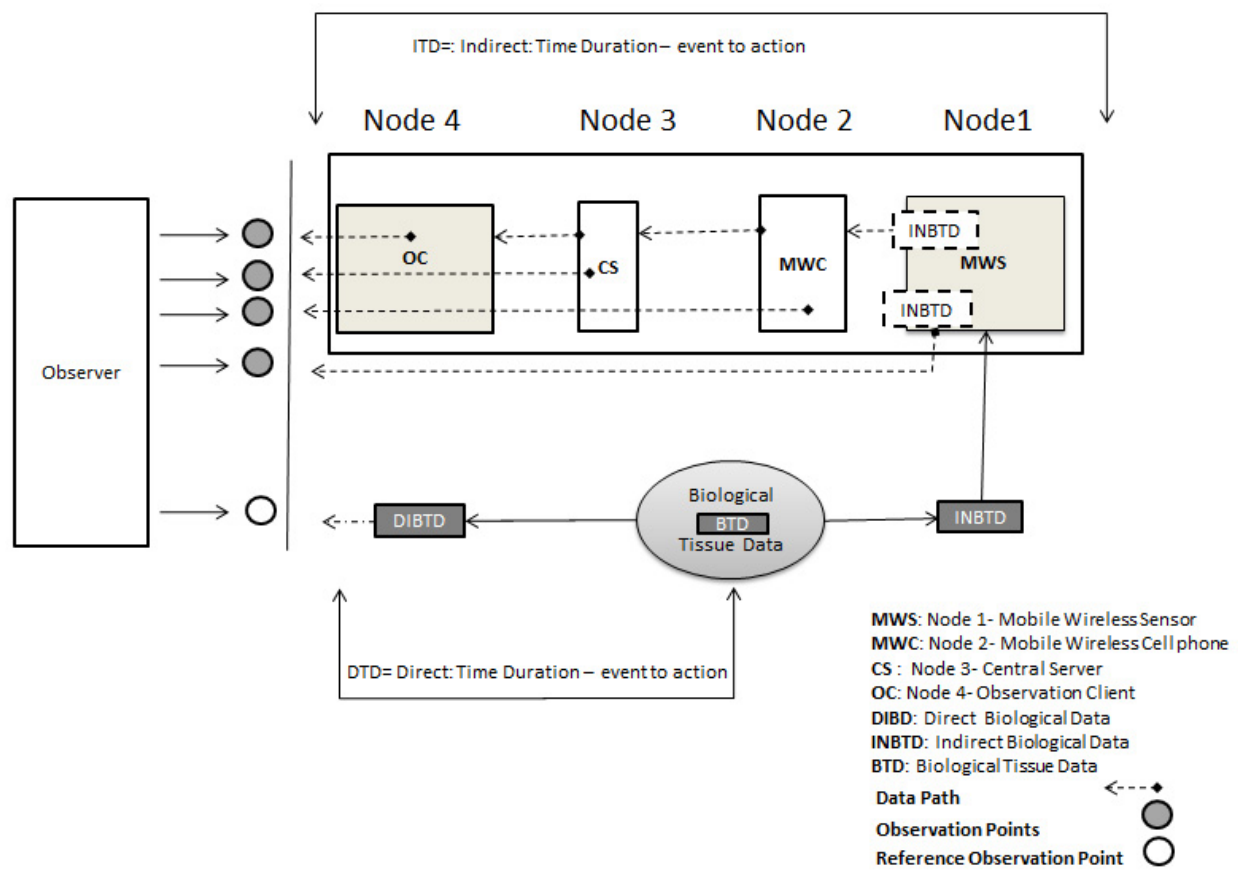 ITD=: Indirect: Time Duration – event to action
Node 4
Node 3
Node 2
Node1
INBTD
OC
CS
MWC
MWS
INBTD
Observer
DIBTD
Biological
BTD
Tissue Data
INBTD
DTD= Direct: Time Duration – event to action
MWS: Node 1- Mobile Wireless Sensor
MWC: Node 2- Mobile Wireless Cell phone
CS : Node 3- Central Server
OC: Node 4- Observation Client
DIBD: Direct Biological Data
INBTD: Indirect Biological Data
BTD: Biological Tissue Data
Data Path
Observation Points
Reference Observation Point